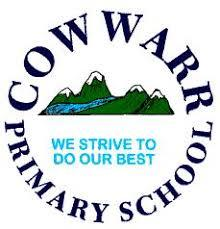 COWWARR
WE STRIVE TO
DO OUR BEST
PRIMARY SCHOOL